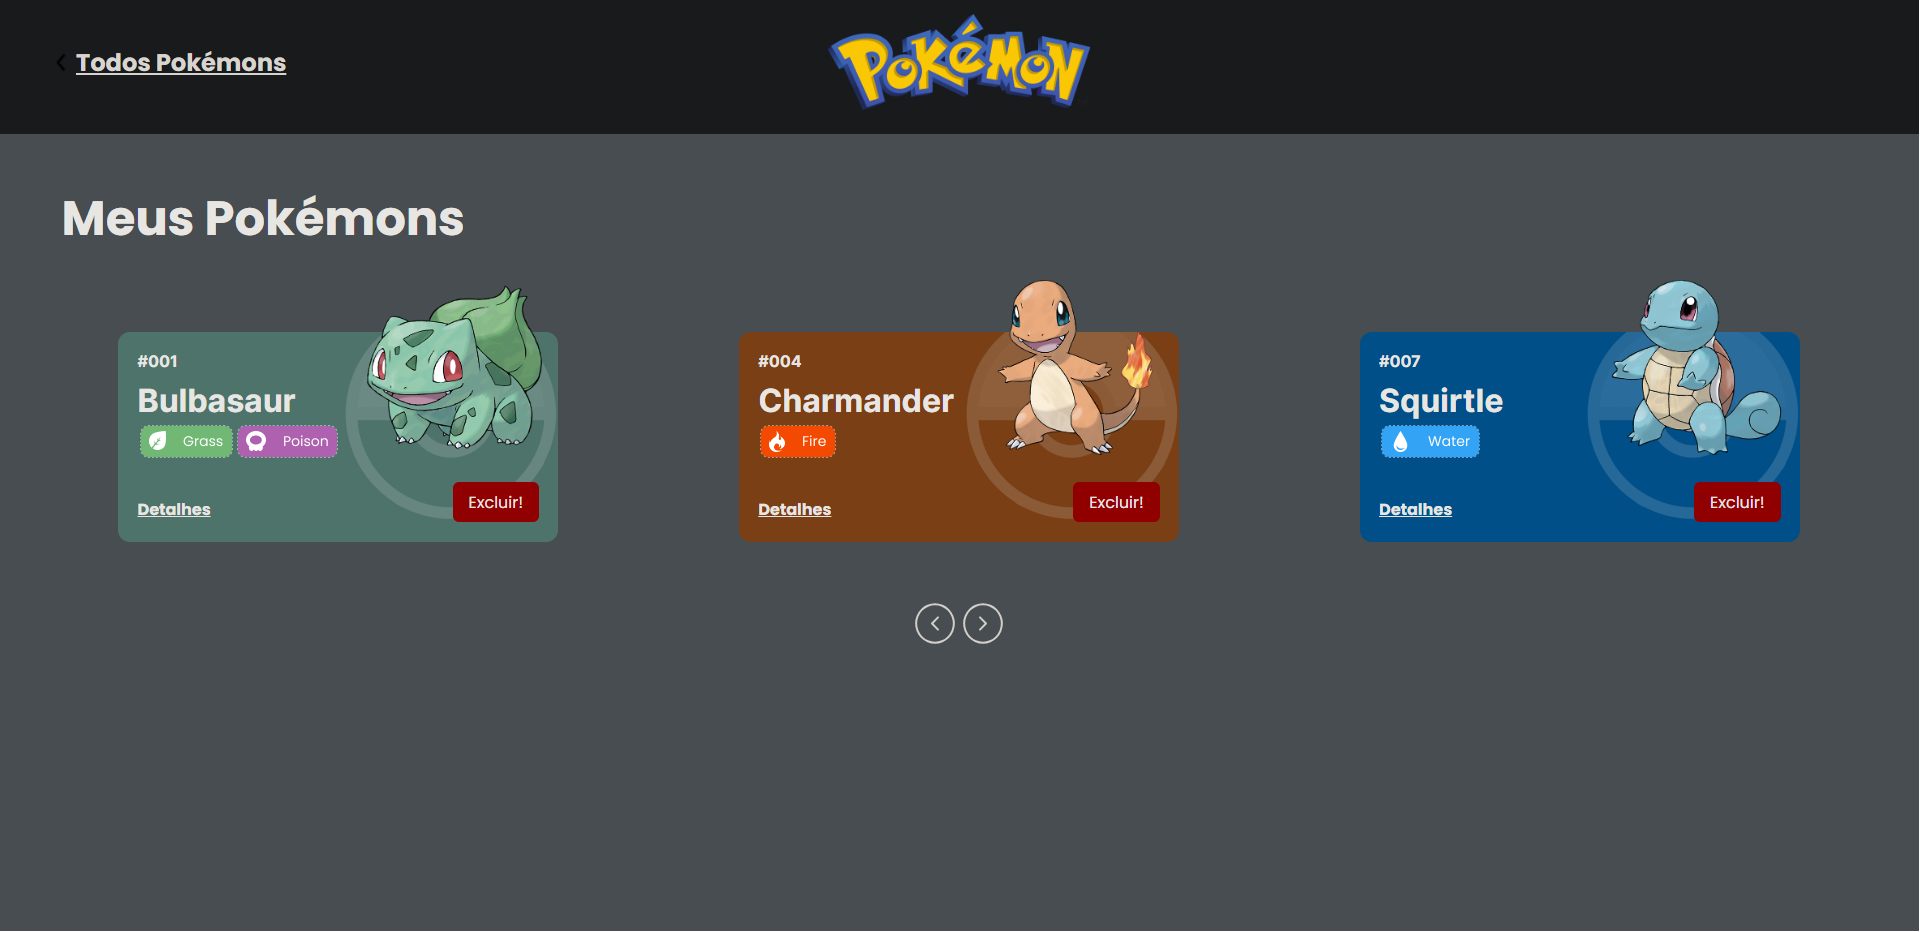 Todos Pokémons
POKéMON
Meus Pokémons
#001
Bulbasaur
Grass Poison
Detalhes
Excluir!
#004
Charmander
Fire
Detalhes
Excluir!
#007
Squirtle
Water
Detalhes
Excluir!